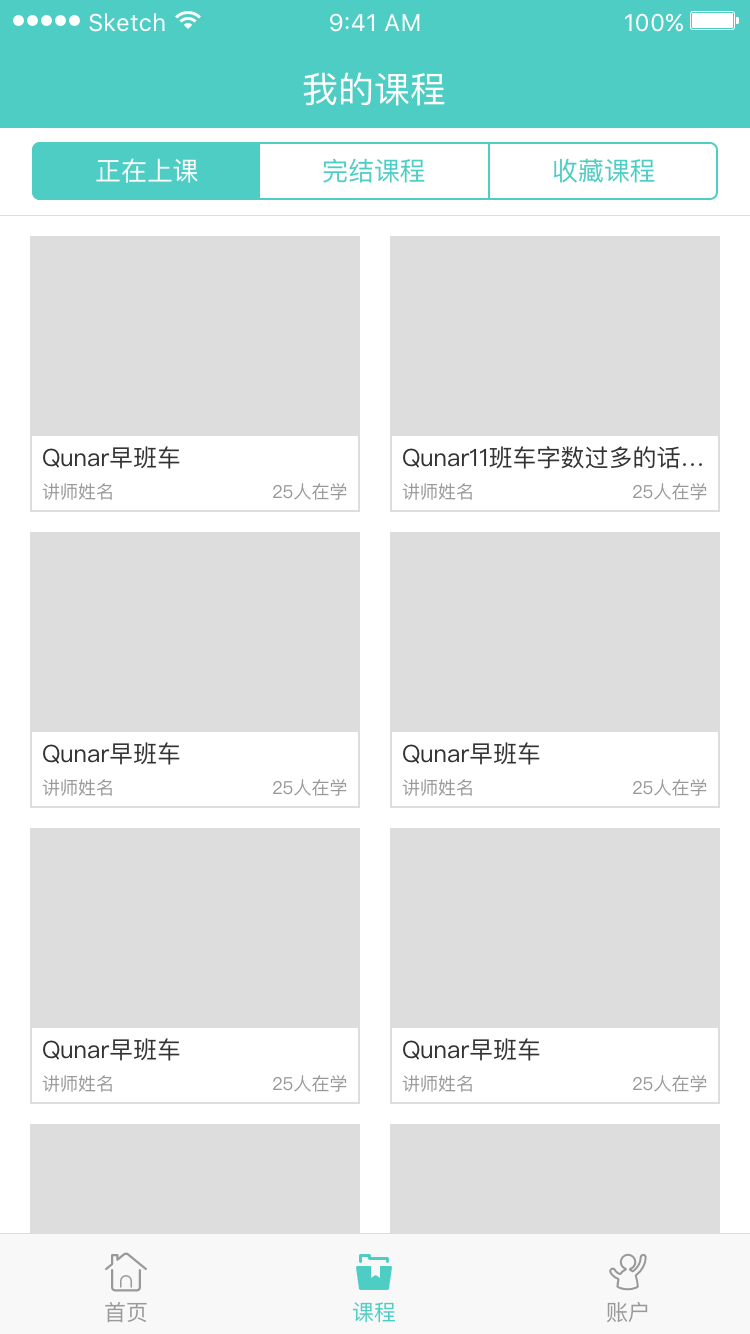 Sketch 9:41 AM 100%
我的课程
正在上课 完结课程 收藏课程
Qunar早班车
讲师姓名 25人在学
Qunar11班车字数过多的话...
讲师姓名 25人在学
Qunar早班车
讲师姓名 25人在学
Qunar早班车
讲师姓名 25人在学
Qunar早班车
讲师姓名 25人在学
Qunar早班车
讲师姓名 25人在学
首页 课程 账户